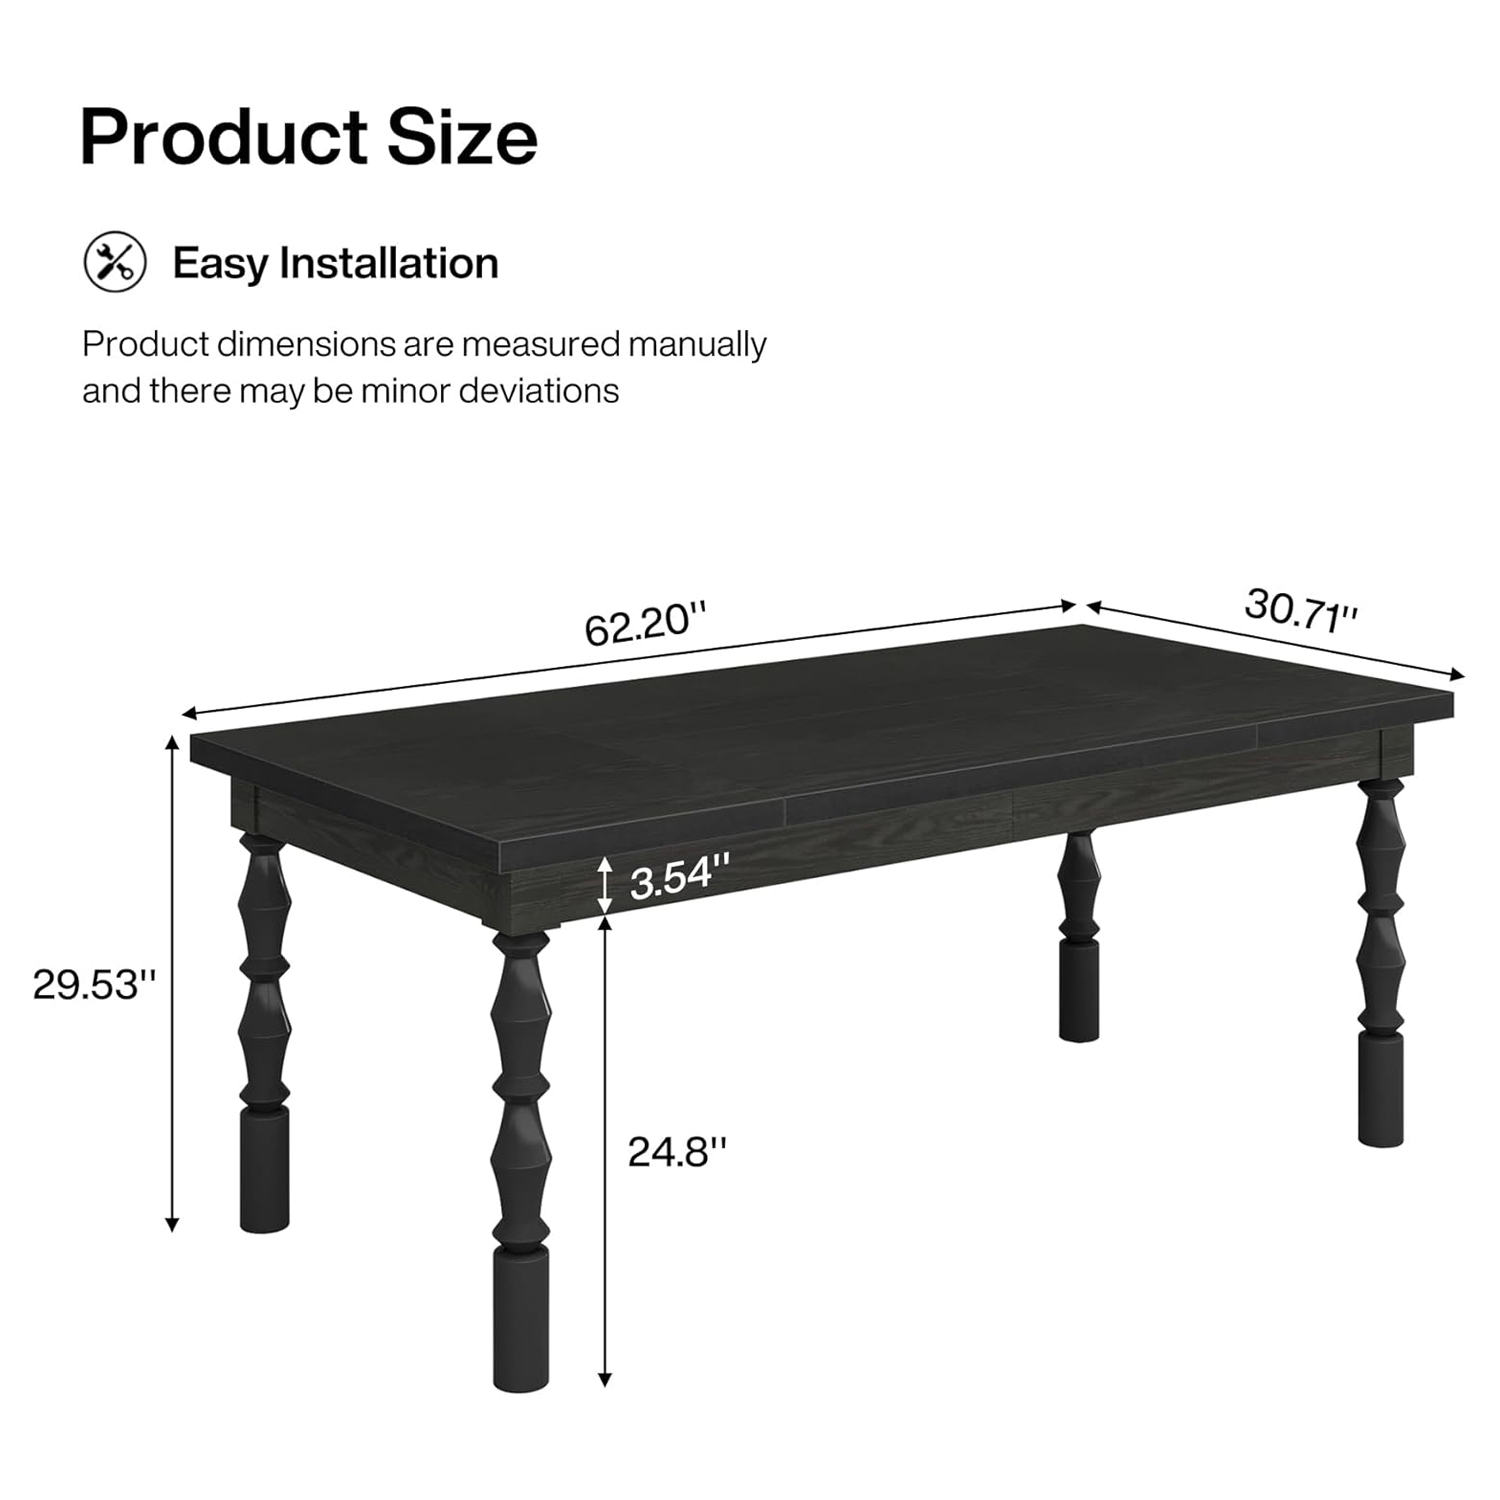 Product Size
Easy Installation
Product dimensions are measured manually
and there may be minor deviations
62.20"
30.71"
3.54"
29.53"
24.8"